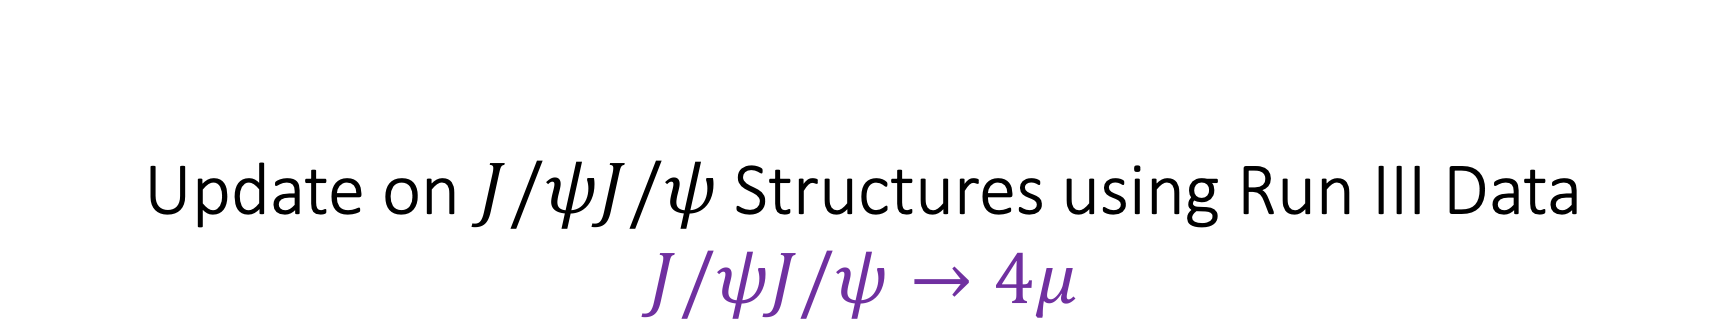 Update on J/ψJ/ψ Structures using Run III Data
J/ψJ/ψ → 4μ